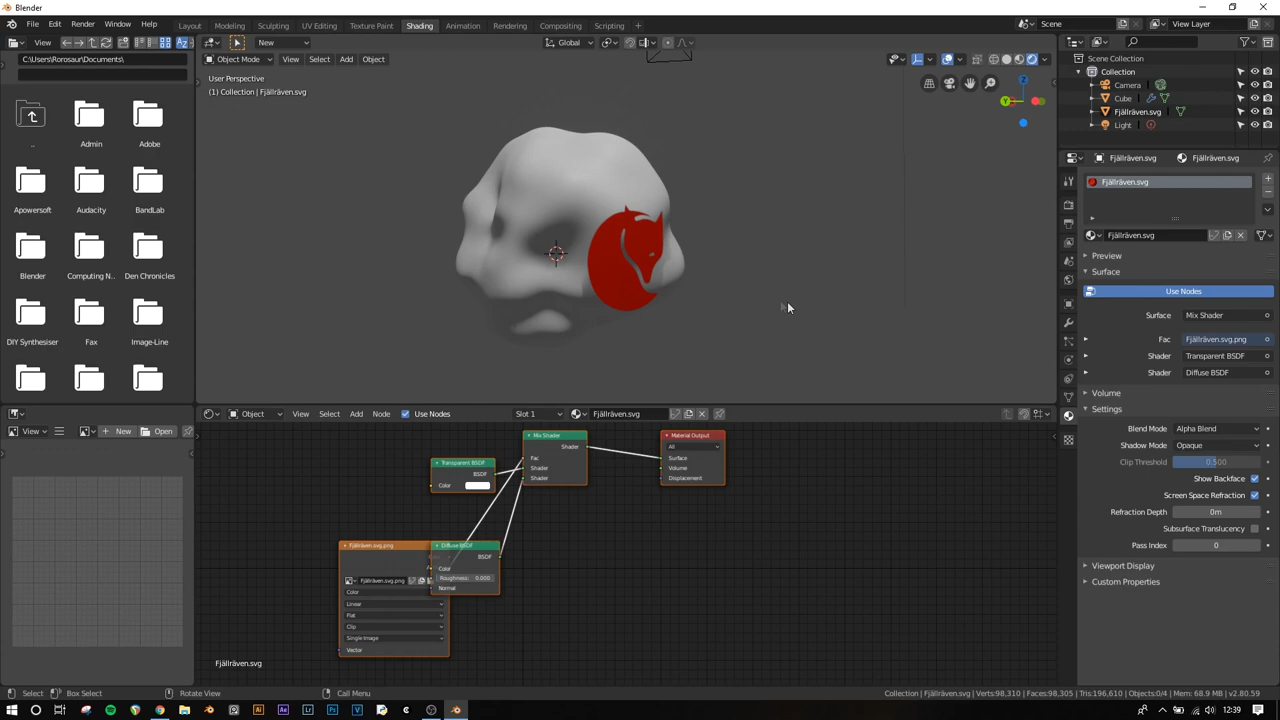 Blender
File Edit Render Window Help Layout Modeling Sculpting UV Editing Texture Paint Shading Animation Rendering Compositing Scripting + Scene View Layer
View New Global
C:\Users\Rorosaur\Documents\
Object Mode View Select Add Object
User Perspective
(1) Collection | Fjällräven.svg
.. Admin Adobe
Apowersoft Audacity BandLab
Blender Computing N.. Den Chronicles
DIY Synthesiser Fax Image-Line
Z
Y
Scene Collection
Collection
Camera
Cube
Fjällräven.svg
Light
Fjällräven.svg Fjällräven.svg
Fjällräven.svg
Fjällräven.svg
Preview
Surface
Use Nodes
Surface Mix Shader
Fac Fjällräven.svg.png
Shader Transparent BSDF
Shader Diffuse BSDF
Volume
Settings
Blend Mode Alpha Blend
Shadow Mode Opaque
Clip Threshold 0.500
Show Backface
Screen Space Refraction
Refraction Depth 0m
Subsurface Translucency
Pass Index 0
Viewport Display
Custom Properties
View New Open
Object View Select Add Node Use Nodes Slot 1 Fjällräven.svg
Mix Shader
Shader
Fac
Shader
Shader
Material Output
All
Surface
Volume
Displacement
Transparent BSDF
BSDF
Color
Fjällräven.svg.png
Fjällräven.svg.png
Color
Linear
Flat
Clip
Single Image
Vector
Diffuse BSDF
BSDF
Color
Roughness: 0.000
Normal
Fjällräven.svg
Select Box Select Rotate View Call Menu Collection | Fjällräven.svg | Verts:98,310 | Faces:98,305 | Tris:196,610 | Objects:0/4 | Mem: 68.9 MB | v2.80.59
12:39